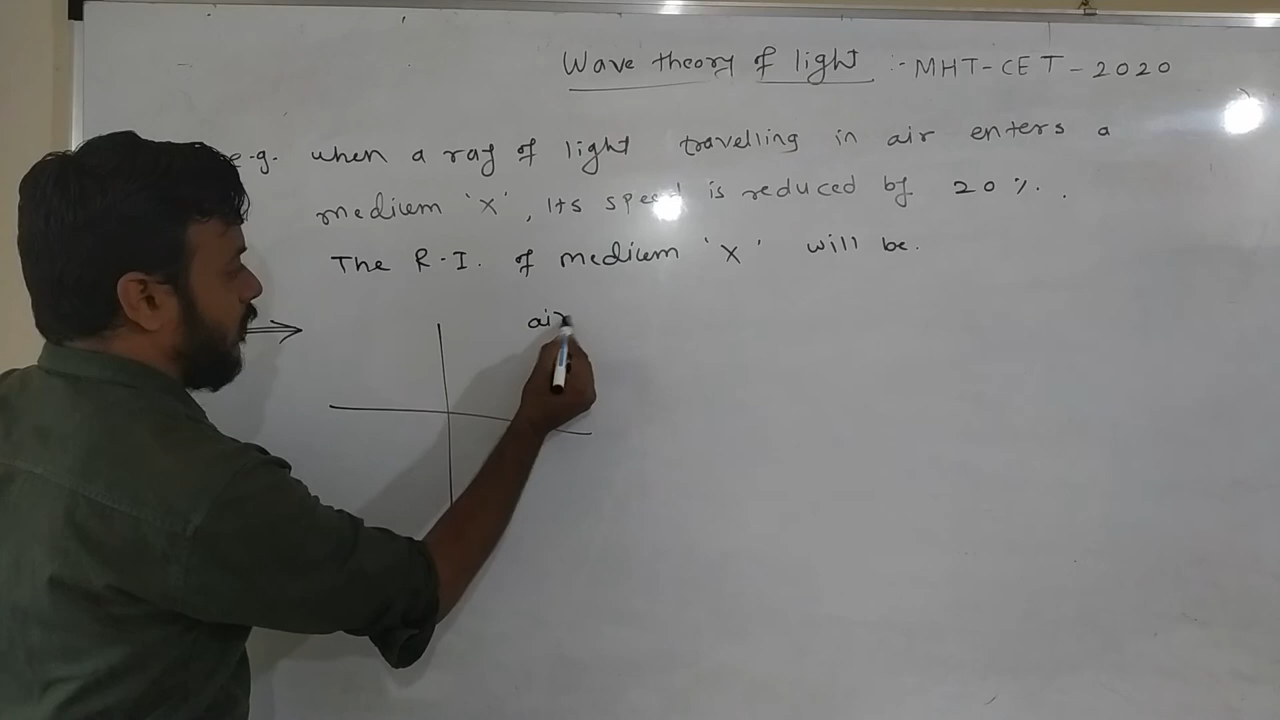 Wave theory of light :- MHT-CET-2020
e.g. when a ray of light travelling in air enters a
medium 'x', Its speed is reduced by 20%.
The R.I. of medium 'X' will be.
air